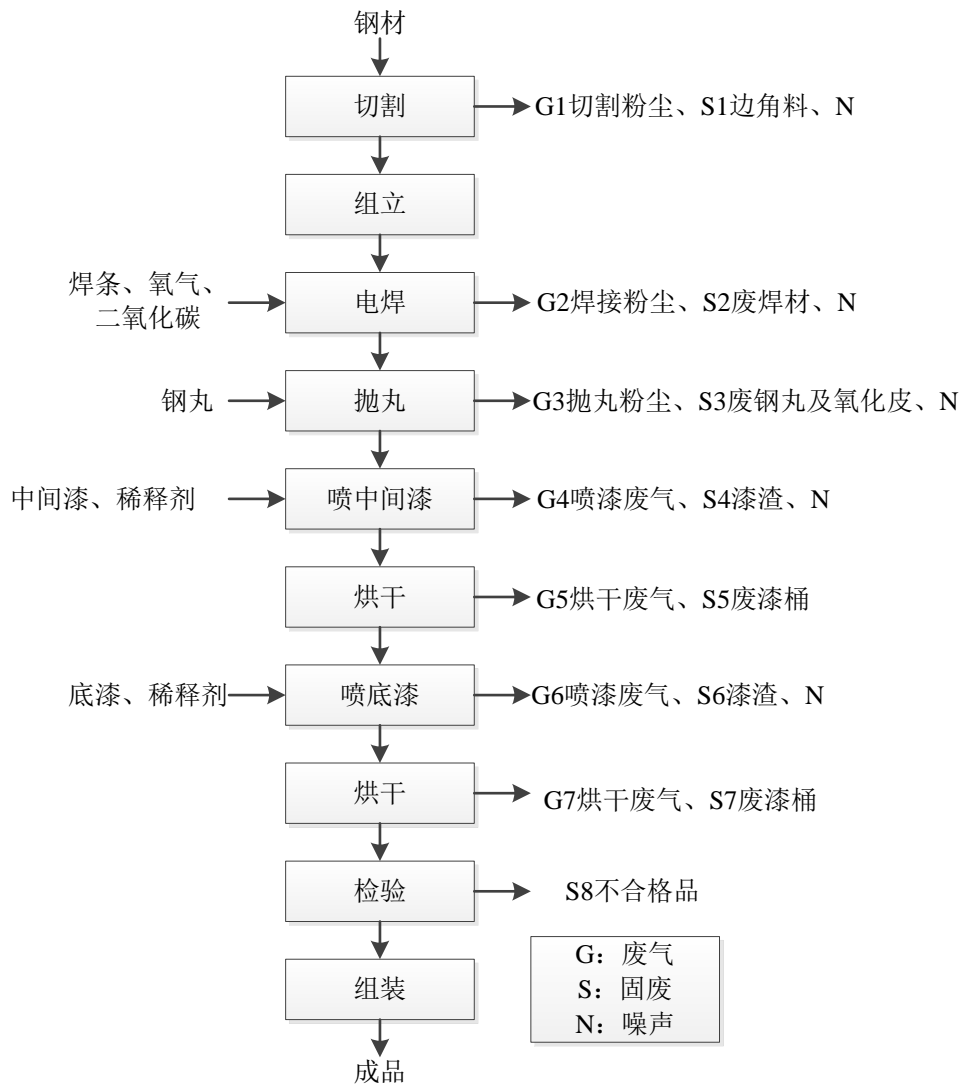 钢材
切割
G1切割粉尘、S1边角料、N
组立
焊条、氧气、
二氧化碳
电焊
G2焊接粉尘、S2废焊材、N
钢丸
抛丸
G3抛丸粉尘、S3废钢丸及氧化皮、N
中间漆、稀释剂
喷中间漆
G4喷漆废气、S4漆渣、N
烘干
G5烘干废气、S5废漆桶
底漆、稀释剂
喷底漆
G6喷漆废气、S6漆渣、N
烘干
G7烘干废气、S7废漆桶
检验
S8不合格品
组装
G：废气
S：固废
N：噪声
成品